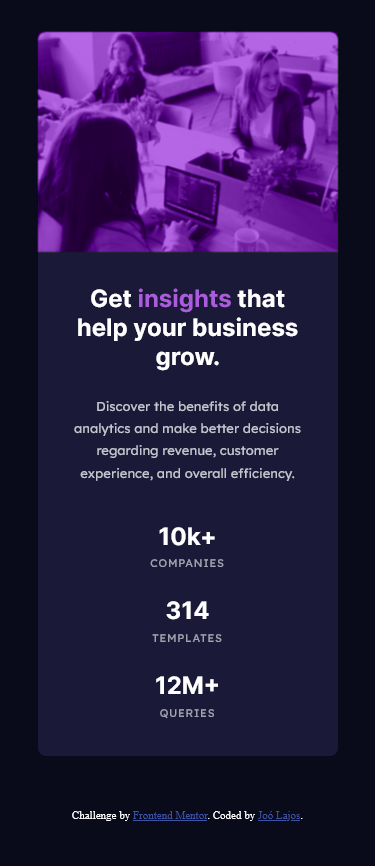 Get insights that
help your business
grow.
Discover the benefits of data
analytics and make better decisions
regarding revenue, customer
experience, and overall efficiency.
10k+
COMPANIES
314
TEMPLATES
12M+
QUERIES
Challenge by Frontend Mentor. Coded by Joó Lajos.